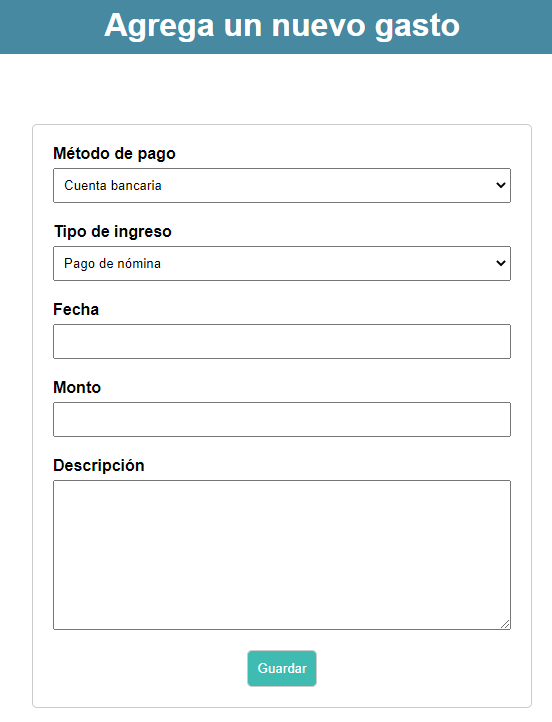 Agrega un nuevo gasto
Método de pago
Cuenta bancaria
Tipo de ingreso
Pago de nómina
Fecha
Monto
Descripción
Guardar